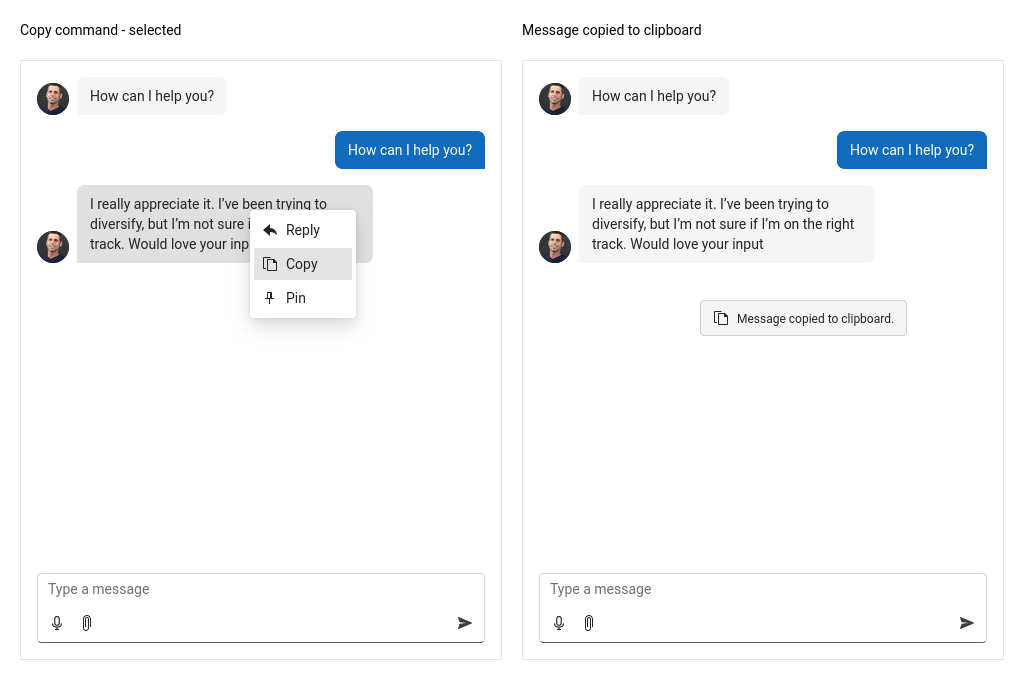 Copy command - selected
How can I help you?
How can I help you?
I really appreciate it. I've been trying to
diversify, but I'm not sure i
track. Would love your inp
Reply
Copy
Pin
Type a message
Message copied to clipboard
How can I help you?
How can I help you?
I really appreciate it. I've been trying to
diversify, but I'm not sure if I'm on the right
track. Would love your input
Message copied to clipboard.
Type a message